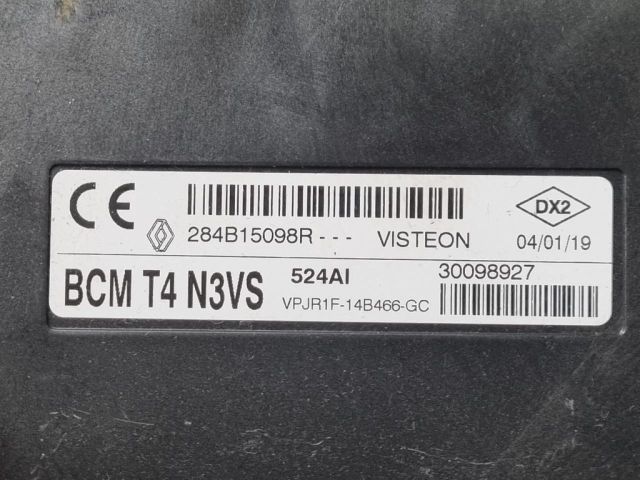 CE DX2
284B15098R - - - VISTEON 04/01/19
BCM T4 N3VS 524AI 30098927
VPJR1F-14B466-GC